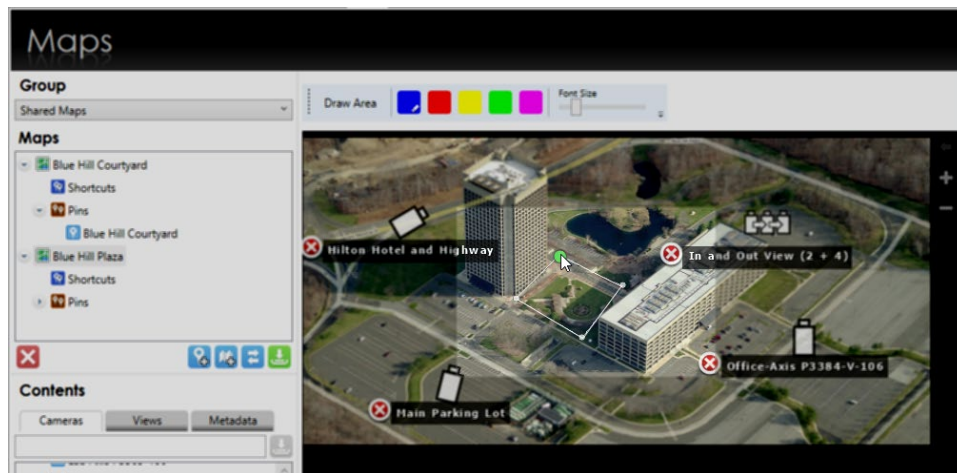 Maps
Group
Shared Maps
Draw Area
Font Size
Maps
Blue Hill Courtyard
Shortcuts
Pins
Blue Hill Courtyard
Blue Hill Plaza
Shortcuts
Pins
Hilton Hotel and Highway
In and Out View (2 + 4)
Office-Axis P3384-V-106
Main Parking Lot
Contents
Cameras
Views
Metadata